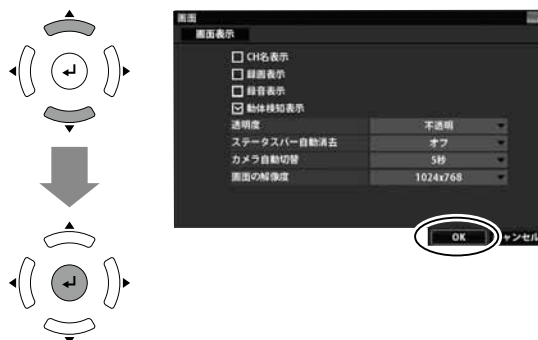 画面
画面表示
CH名表示
録画表示
録音表示
動体検知表示
透明度 不透明
ステータスバー自動消去 オフ
カメラ自動切替 5秒
画面の解像度 1024x768
OK ャンセル